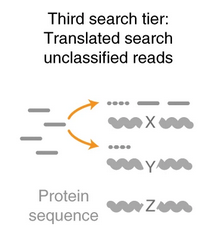 Third search tier:
Translated search
unclassified reads
X
Y
Protein
sequence
Z